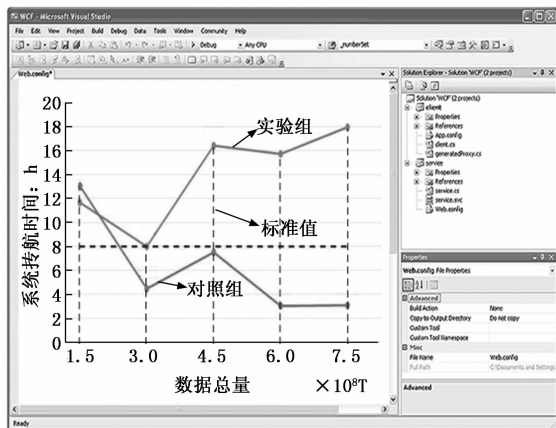 WCF - Microsoft Visual Studio
File Edit View Project Build Debug Data Tools Window Community Help
Debug Any CPU _numberSet
Web.config*
20
18
16
14
12
10
8
6
4
2
0
系统抟航时间：h
实验组
标准值
对照组
1.5 3.0 4.5 6.0 7.5
数据总量 ×10⁸T
Solution Explorer - Solution 'WCF' (2 projects)
Solution 'WCF' (2 projects)
client
Properties
References
App.config
client.cs
generatedProxy.cs
service
Properties
References
service.cs
service.svc
Web.config
Properties
Web.config File Properties
Advanced
Build Action None
Copy to Output Directory Do not copy
Custom Tool
Custom Tool Namespace
Misc
File Name Web.config
Full Path C:\Documents and Settings
Advanced
Ready